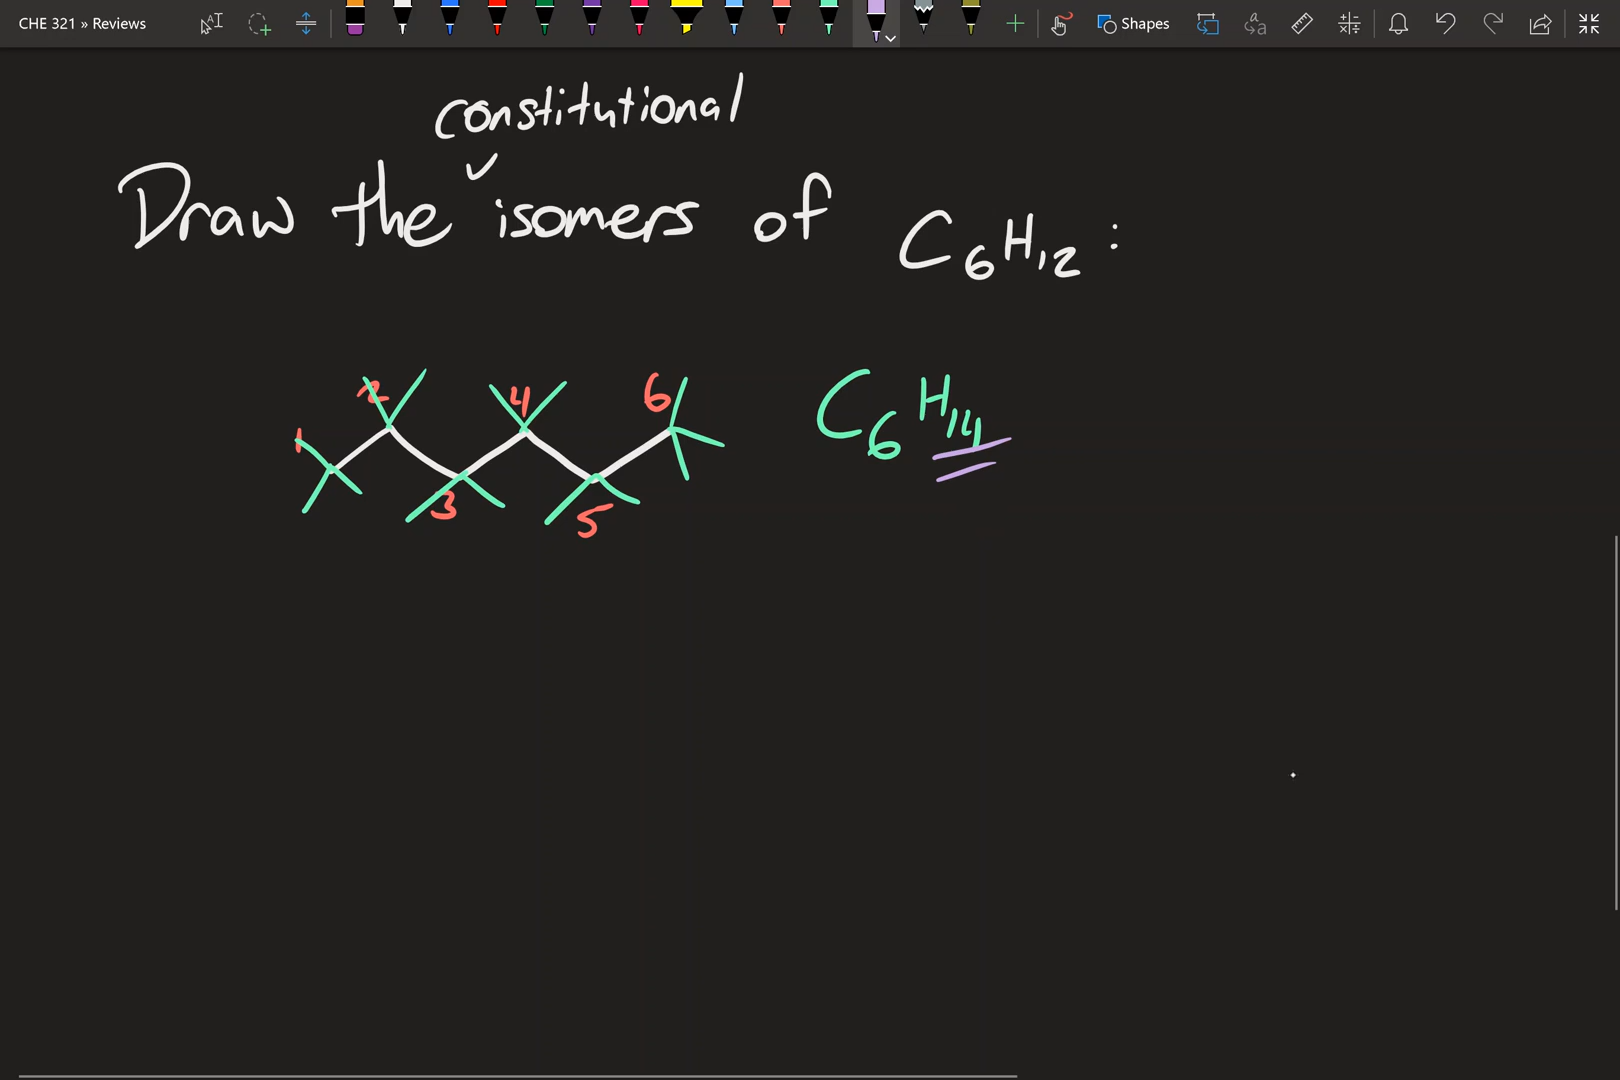 CHE 321 » Reviews
Shapes
constitutional
Draw the isomers of C₆H₁₂:
1 2 3 4 5 6
C₆H₁₄